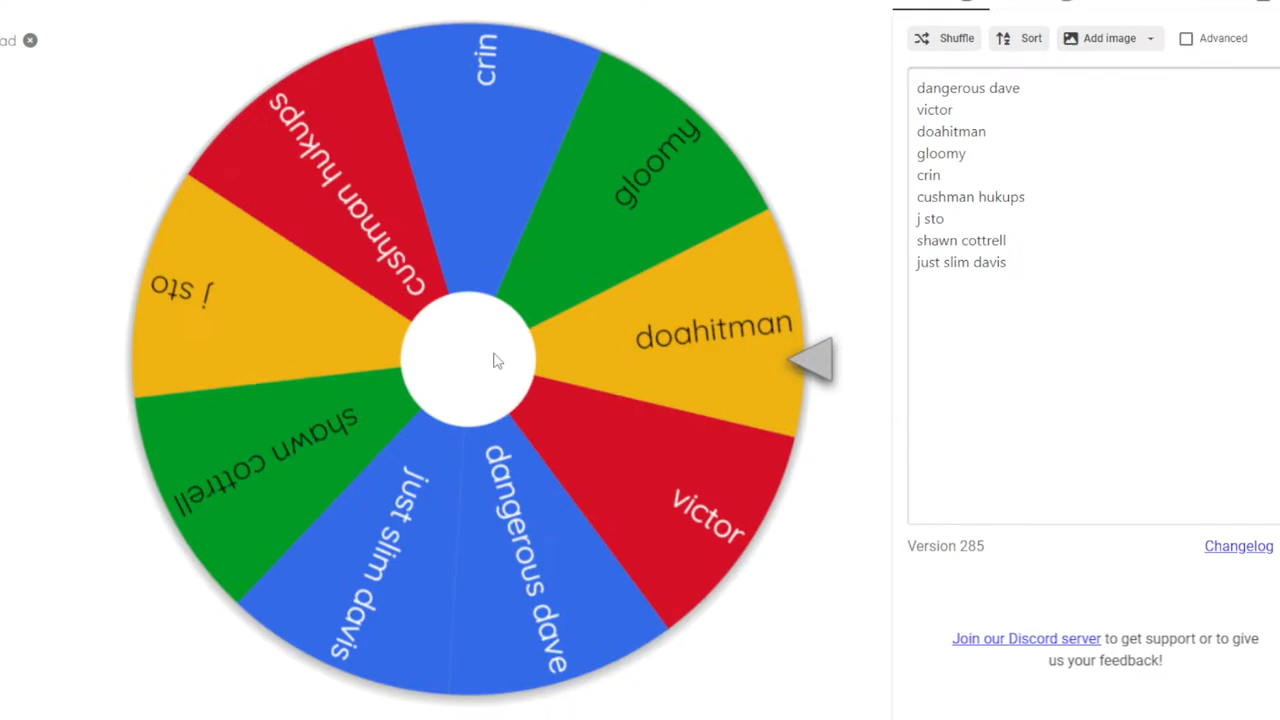 ad
Shuffle
Sort
Add image
Advanced
crin
gloomy
doahitman
victor
dangerous dave
just slim davis
shawn cottrell
j sto
cushman hukups
dangerous dave
victor
doahitman
gloomy
crin
cushman hukups
j sto
shawn cottrell
just slim davis
Version 285
Changelog
Join our Discord server to get support or to give
us your feedback!